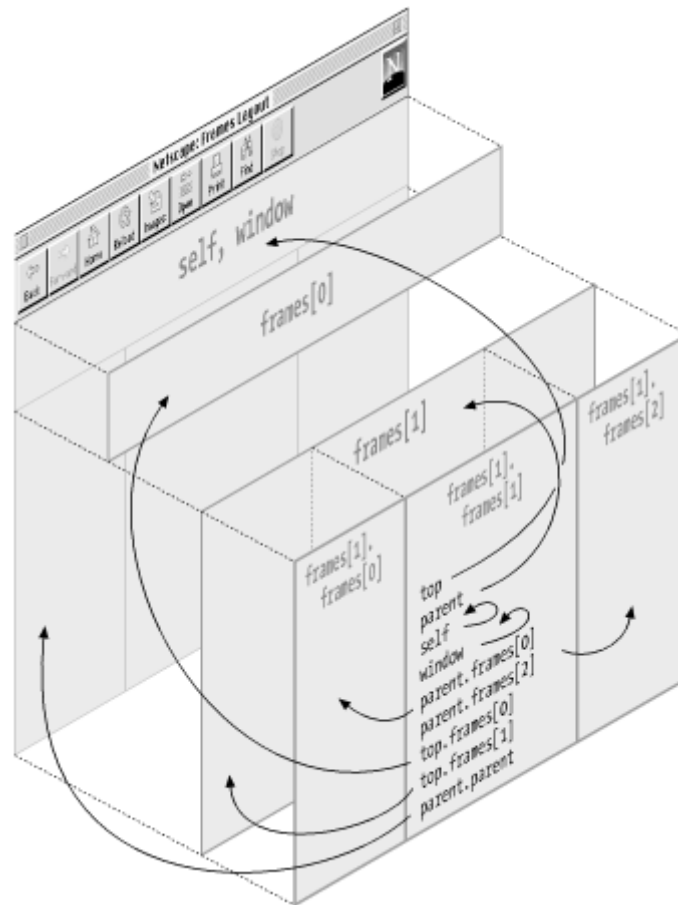 Netscape: Frames Layout
N
Back
Forward
Home
Reload
Images
Open
Print
Find
Stop
self, window
frames[0]
frames[1]
frames[1].
frames[0]
frames[1].
frames[1]
frames[1].
frames[2]
top
parent
self
window
parent.frames[0]
parent.frames[2]
top.frames[0]
top.frames[1]
parent.parent